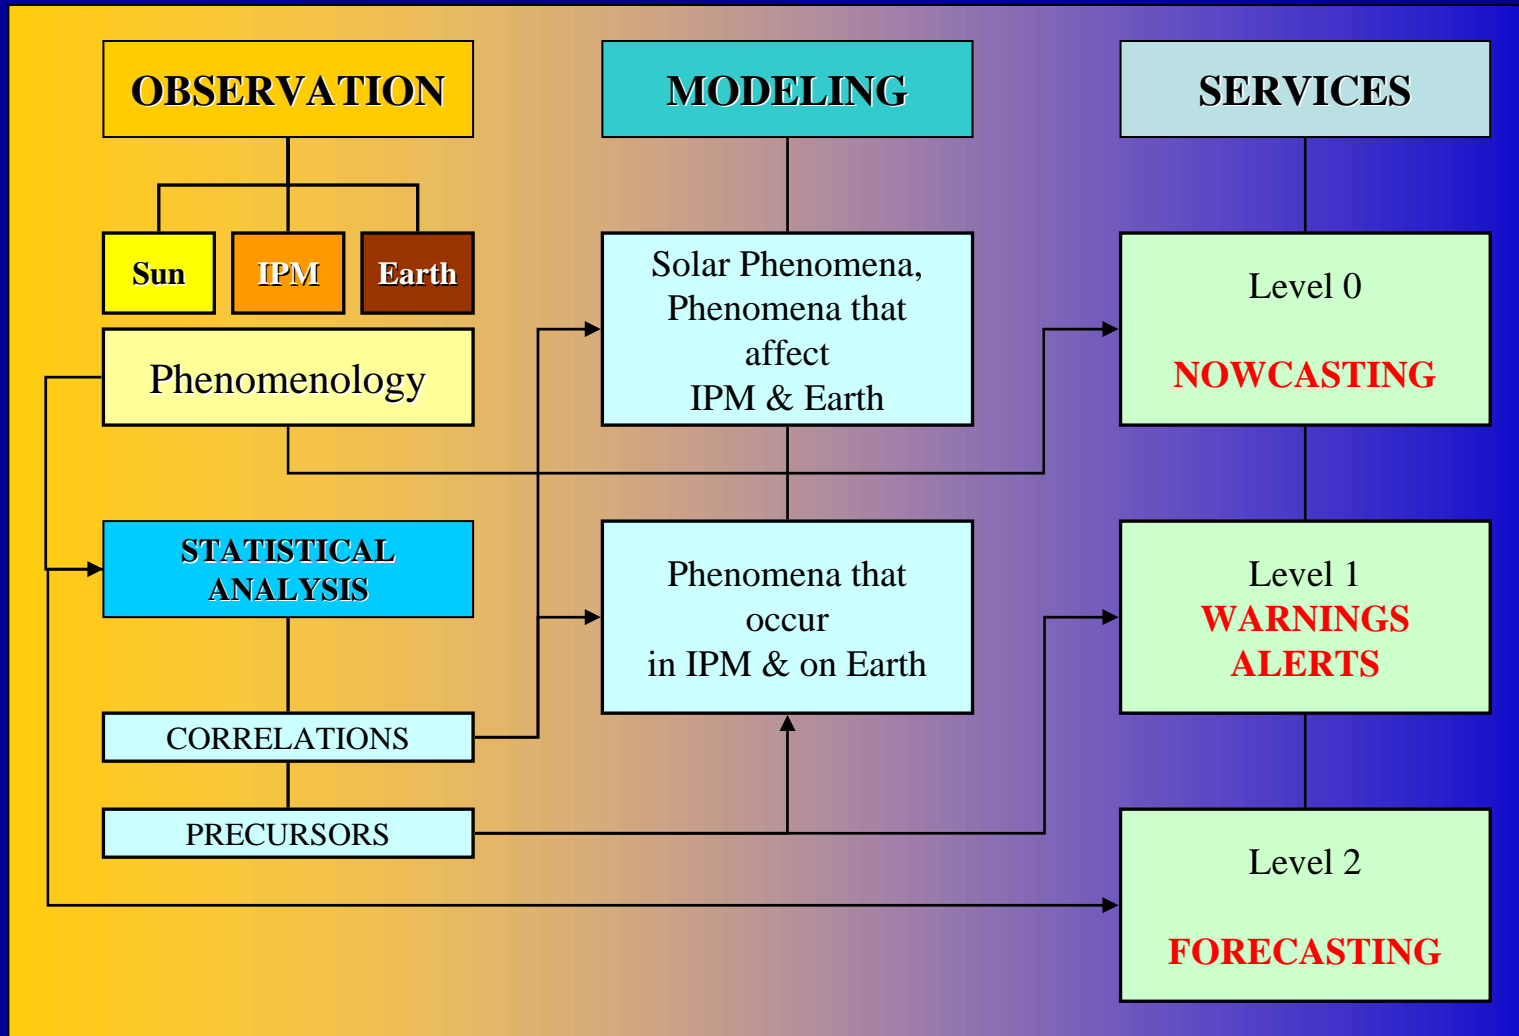 OBSERVATION
Sun
IPM
Earth
Phenomenology
STATISTICAL
ANALYSIS
CORRELATIONS
PRECURSORS
MODELING
Solar Phenomena,
Phenomena that
affect
IPM & Earth
Phenomena that
occur
in IPM & on Earth
SERVICES
Level 0
NOWCASTING
Level 1
WARNINGS
ALERTS
Level 2
FORECASTING